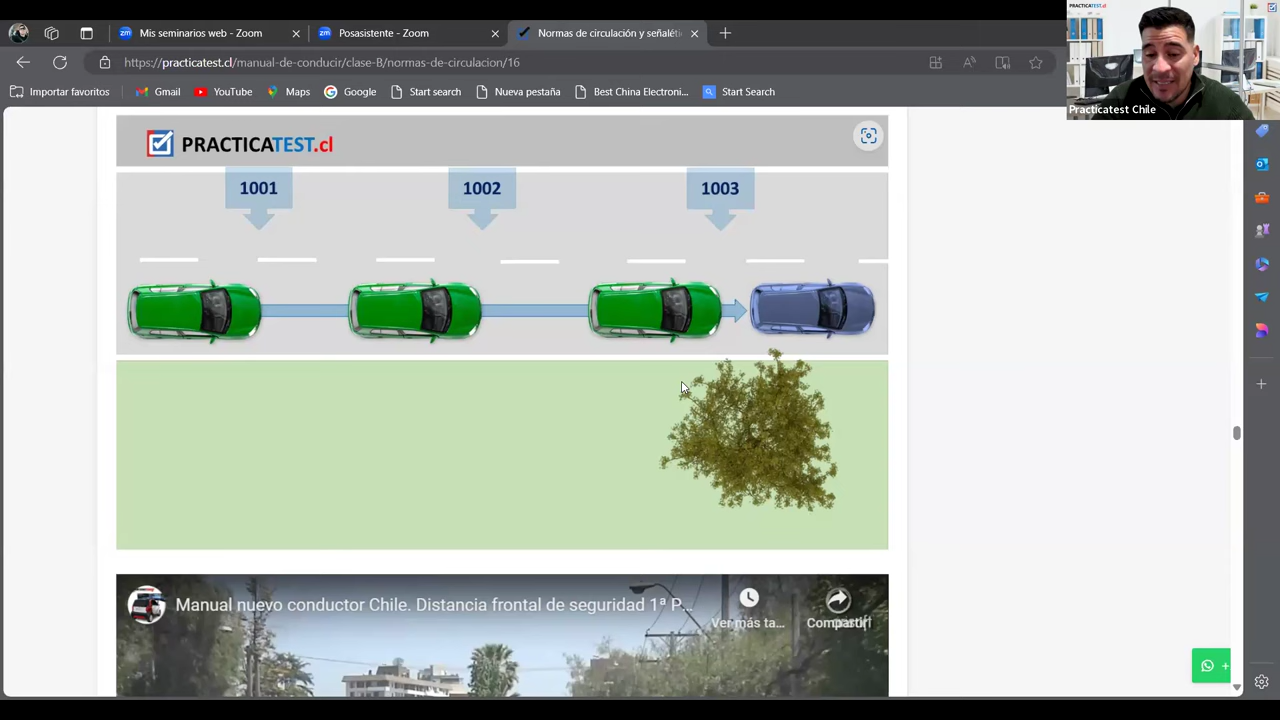 Mis seminarios web - Zoom
Posasistente - Zoom
Normas de circulación y señaléti
https://practicatest.cl/manual-de-conducir/clase-B/normas-de-circulacion/16
Importar favoritos
Gmail
YouTube
Maps
Google
Start search
Nueva pestaña
Best China Electroni...
Start Search
PRACTICATEST.cl
Practicatest Chile
PRACTICATEST.cl
1001
1002
1003
Manual nuevo conductor Chile. Distancia frontal de seguridad 1ª P...
Ver más ta...
Compartir